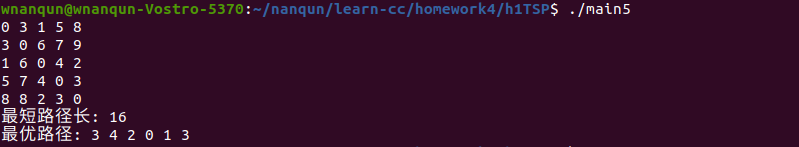 wnanqun@wnanqun-Vostro-5370:~/nanqun/learn-cc/homework4/h1TSP$ ./main5
0 3 1 5 8
3 0 6 7 9
1 6 0 4 2
5 7 4 0 3
8 8 2 3 0
最短路径长: 16
最优路径: 3 4 2 0 1 3